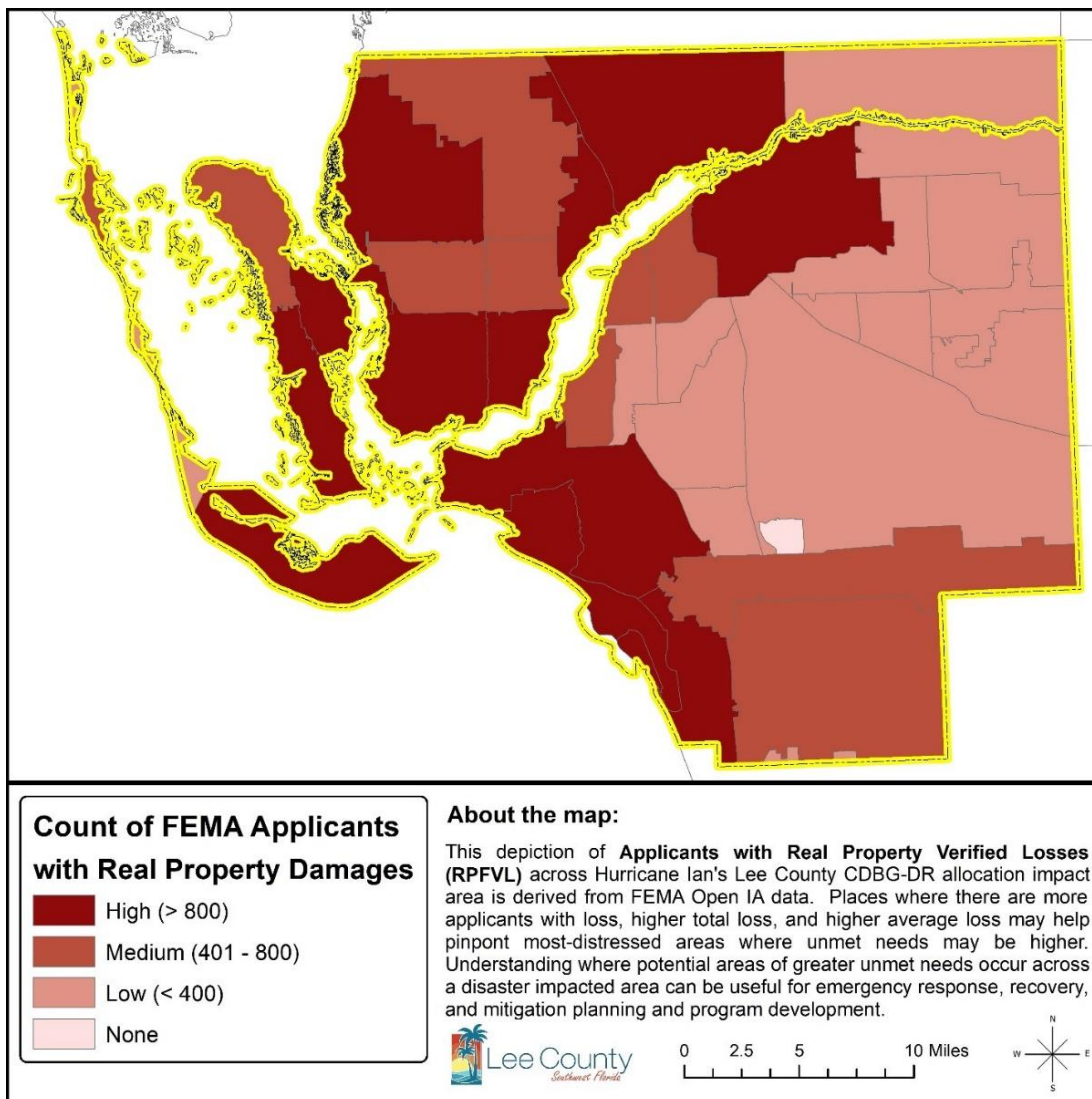 Count of FEMA Applicants
with Real Property Damages
High (> 800)
Medium (401 - 800)
Low (< 400)
None
About the map:
This depiction of Applicants with Real Property Verified Losses
(RPFVL) across Hurricane Ian's Lee County CDBG-DR allocation impact
area is derived from FEMA Open IA data. Places where there are more
applicants with loss, higher total loss, and higher average loss may help
pinpont most-distressed areas where unmet needs may be higher.
Understanding where potential areas of greater unmet needs occur across
a disaster impacted area can be useful for emergency response, recovery,
and mitigation planning and program development.
Lee County
Southwest Florida
0 2.5 5 10 Miles
N
W E
S